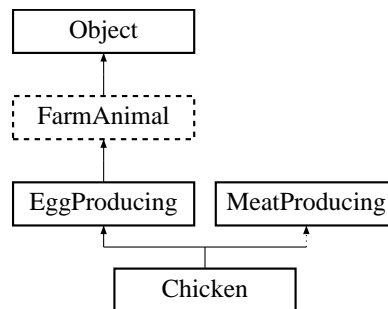 Object
FarmAnimal
EggProducing
MeatProducing
Chicken